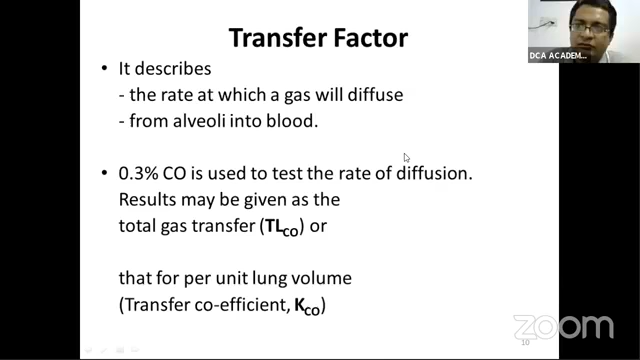 Transfer Factor
• It describes
- the rate at which a gas will diffuse
- from alveoli into blood.
• 0.3% CO is used to test the rate of diffusion.
Results may be given as the
total gas transfer (TLCO) or
that for per unit lung volume
(Transfer co-efficient, KCO)
DCA ACADEM...
zoom
10